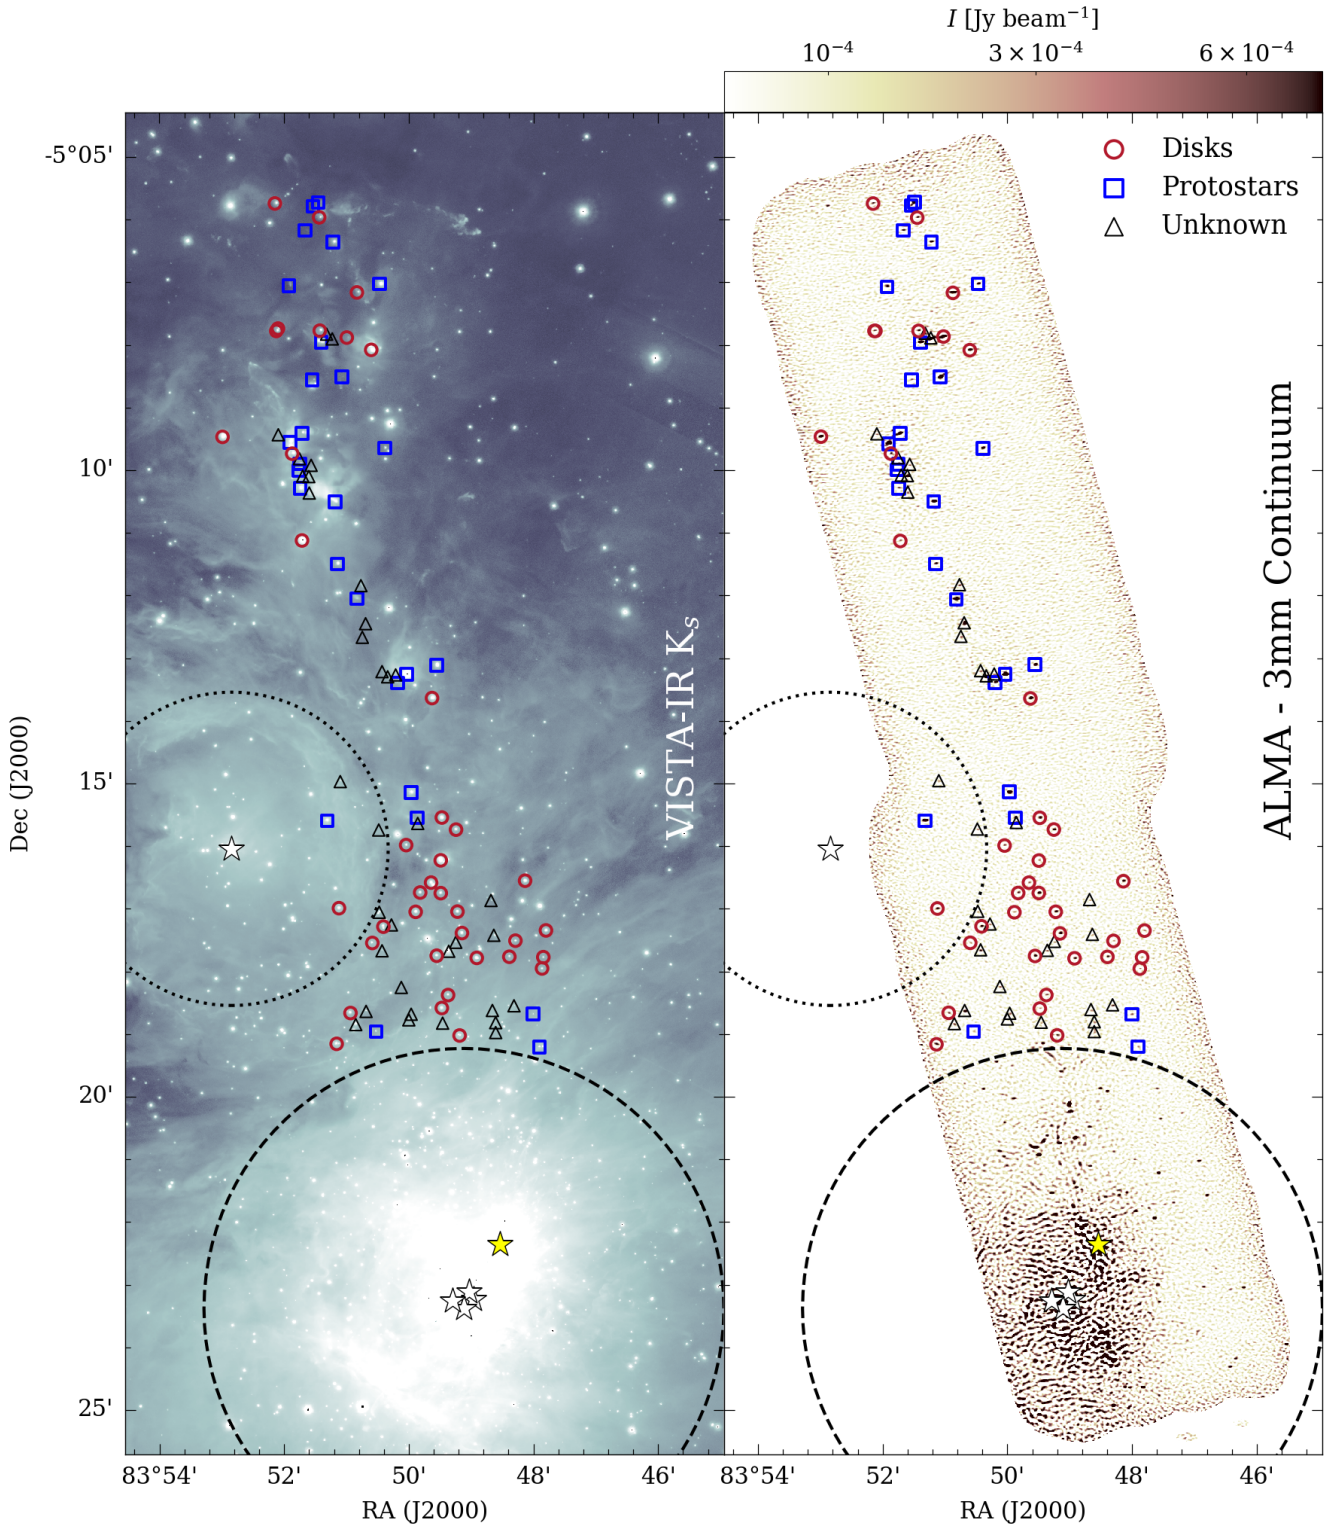 I [Jy beam⁻¹]
10⁻⁴
3 × 10⁻⁴
6 × 10⁻⁴
Disks
Protostars
Unknown
-5°05'
10'
15'
20'
25'
Dec (J2000)
VISTA-IR Kₛ
ALMA - 3mm Continuum
83°54'
52'
50'
48'
46'
83°54'
52'
50'
48'
46'
RA (J2000)
RA (J2000)